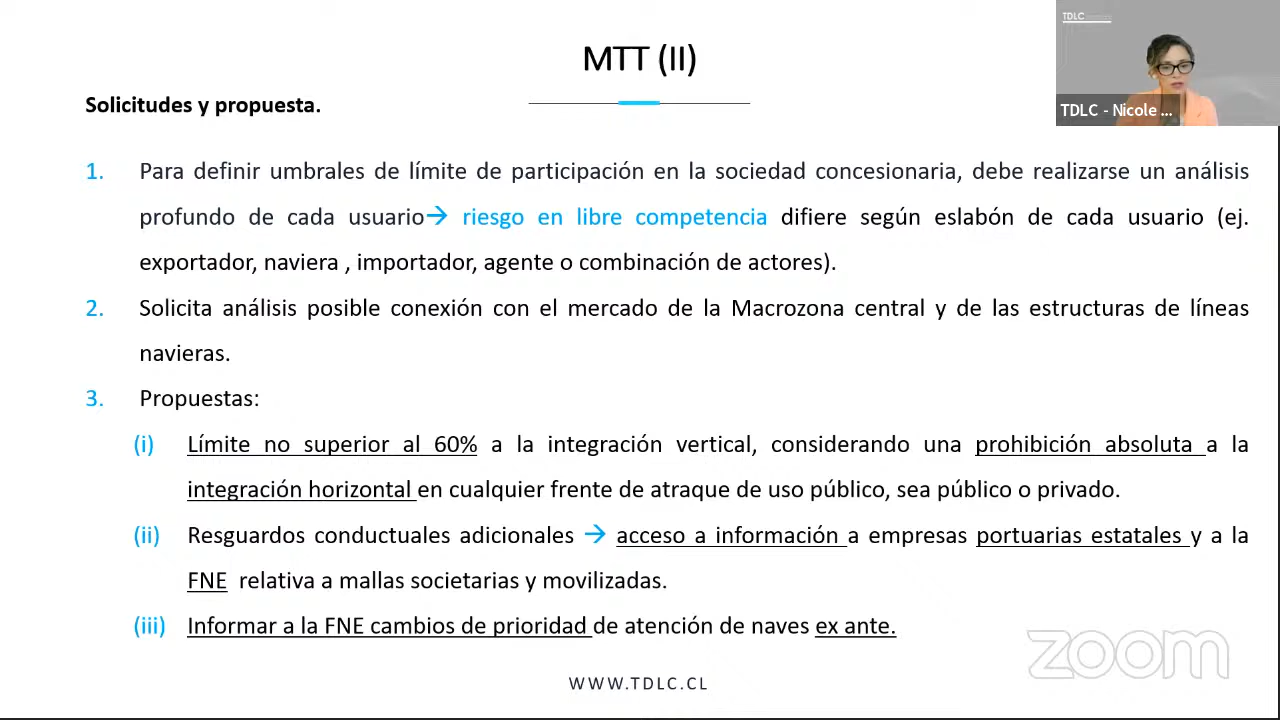 MTT (II)
TDLC
TDLC - Nicole ...
Solicitudes y propuesta.
1. Para definir umbrales de límite de participación en la sociedad concesionaria, debe realizarse un análisis
profundo de cada usuario→ riesgo en libre competencia difiere según eslabón de cada usuario (ej.
exportador, naviera , importador, agente o combinación de actores).
2. Solicita análisis posible conexión con el mercado de la Macrozona central y de las estructuras de líneas
navieras.
3. Propuestas:
(i) Límite no superior al 60% a la integración vertical, considerando una prohibición absoluta a la
integración horizontal en cualquier frente de atraque de uso público, sea público o privado.
(ii) Resguardos conductuales adicionales → acceso a información a empresas portuarias estatales y a la
FNE relativa a mallas societarias y movilizadas.
(iii) Informar a la FNE cambios de prioridad de atención de naves ex ante.
zoom
WWW.TDLC.CL